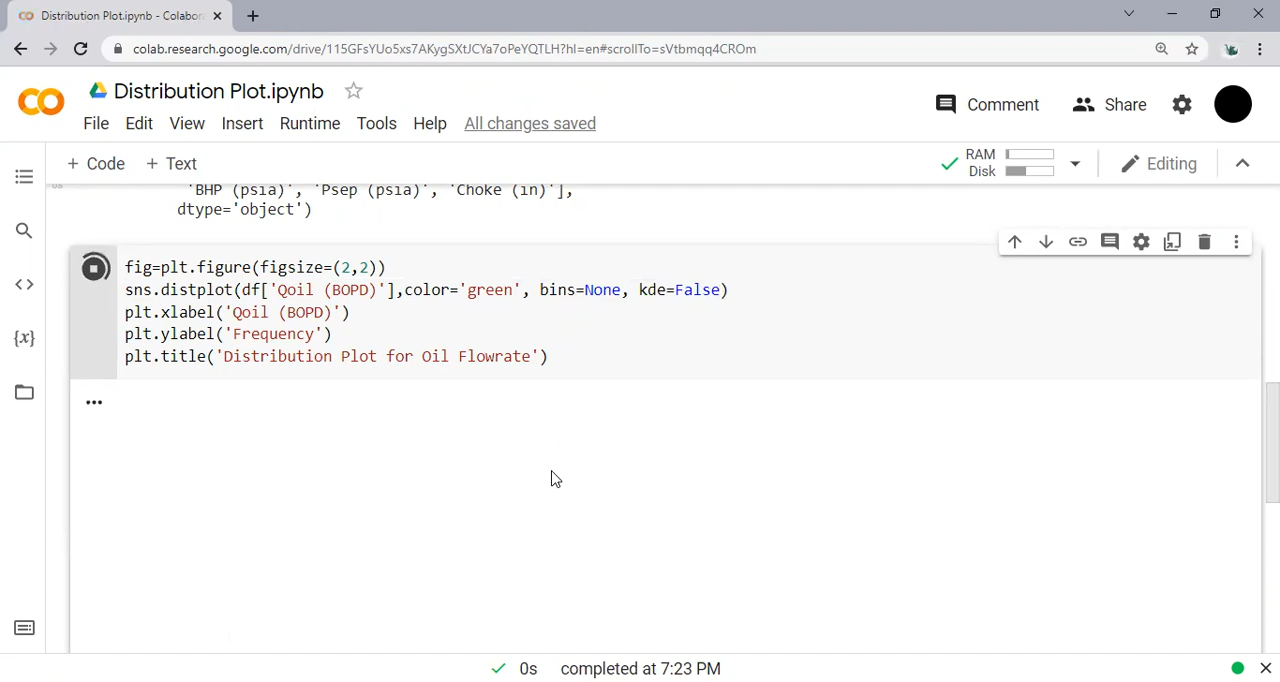 Distribution Plot.ipynb - Colabor
colab.research.google.com/drive/115GFsYUo5xs7AKygSXtJCYa7oPeYQTLH?hl=en#scrollTo=sVtbmqq4CROm
CO Distribution Plot.ipynb
Comment Share
File Edit View Insert Runtime Tools Help All changes saved
+ Code + Text
RAM
Disk
Editing
'BHP (psia)', 'Psep (psia)', 'Choke (in)'],
dtype='object')
0s
fig=plt.figure(figsize=(2,2))
sns.distplot(df['Qoil (BOPD)'],color='green', bins=None, kde=False)
plt.xlabel('Qoil (BOPD)')
plt.ylabel('Frequency')
plt.title('Distribution Plot for Oil Flowrate')
{x}
...
0s completed at 7:23 PM